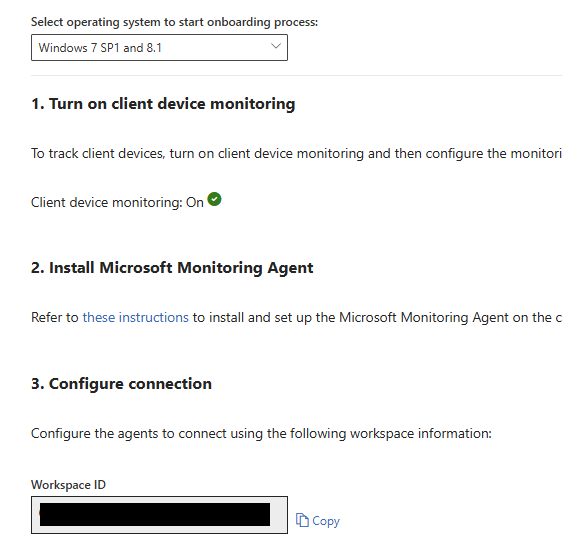 Select operating system to start onboarding process:
Windows 7 SP1 and 8.1
1. Turn on client device monitoring
To track client devices, turn on client device monitoring and then configure the monitori
Client device monitoring: On
2. Install Microsoft Monitoring Agent
Refer to these instructions to install and set up the Microsoft Monitoring Agent on the c
3. Configure connection
Configure the agents to connect using the following workspace information:
Workspace ID
Copy